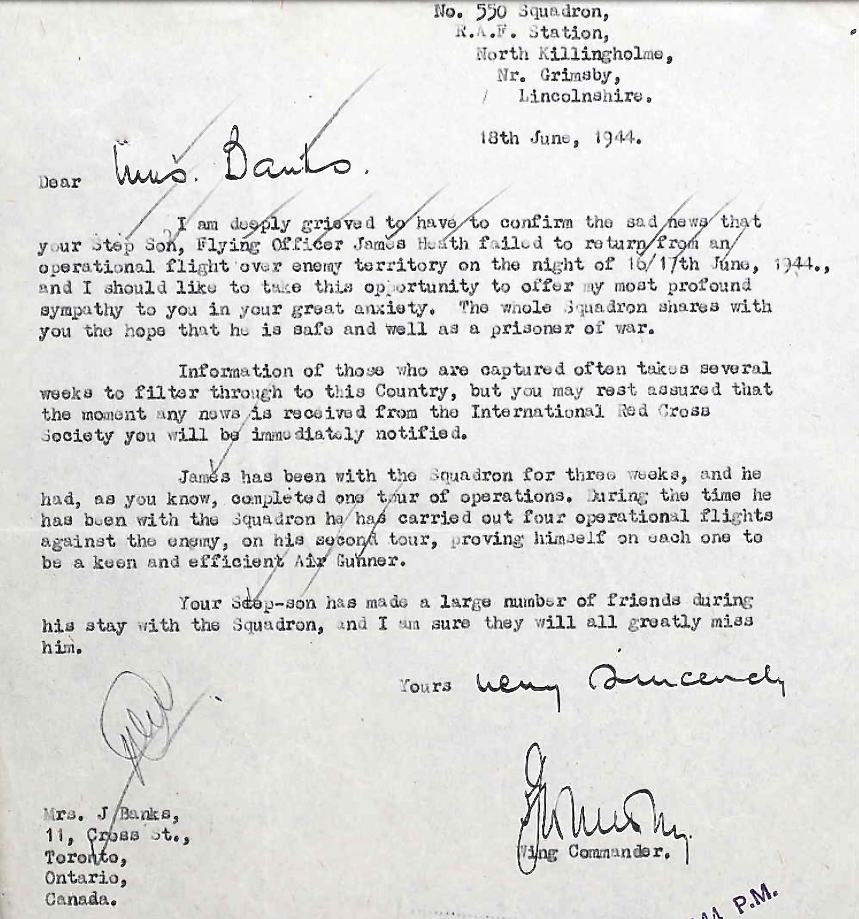 No. 550 Squadron,
R.A.F. Station,
North Killingholme,
Nr. Grimsby,
Lincolnshire.
18th June, 1944.
Dear Mrs. Banks.
I am deeply grieved to have to confirm the sad news that
your Step Son, Flying Officer James Heath failed to return from an
operational flight over enemy territory on the night of 16/17th June, 1944.,
and I should like to take this opportunity to offer my most profound
sympathy to you in your great anxiety. The whole Squadron shares with
you the hope that he is safe and well as a prisoner of war.
Information of those who are captured often takes several
weeks to filter through to this Country, but you may rest assured that
the moment any news is received from the International Red Cross
Society you will be immediately notified.
James has been with the Squadron for three weeks, and he
had, as you know, completed one tour of operations. During the time he
has been with the Squadron he has carried out four operational flights
against the enemy, on his second tour, proving himself on each one to
be a keen and efficient Air Gunner.
Your Step-son has made a large number of friends during
his stay with the Squadron, and I am sure they will all greatly miss
him.
Yours very sincerely
Wing Commander.
Mrs. J Banks,
11, Cross St.,
Toronto,
Ontario,
Canada.
P.M.